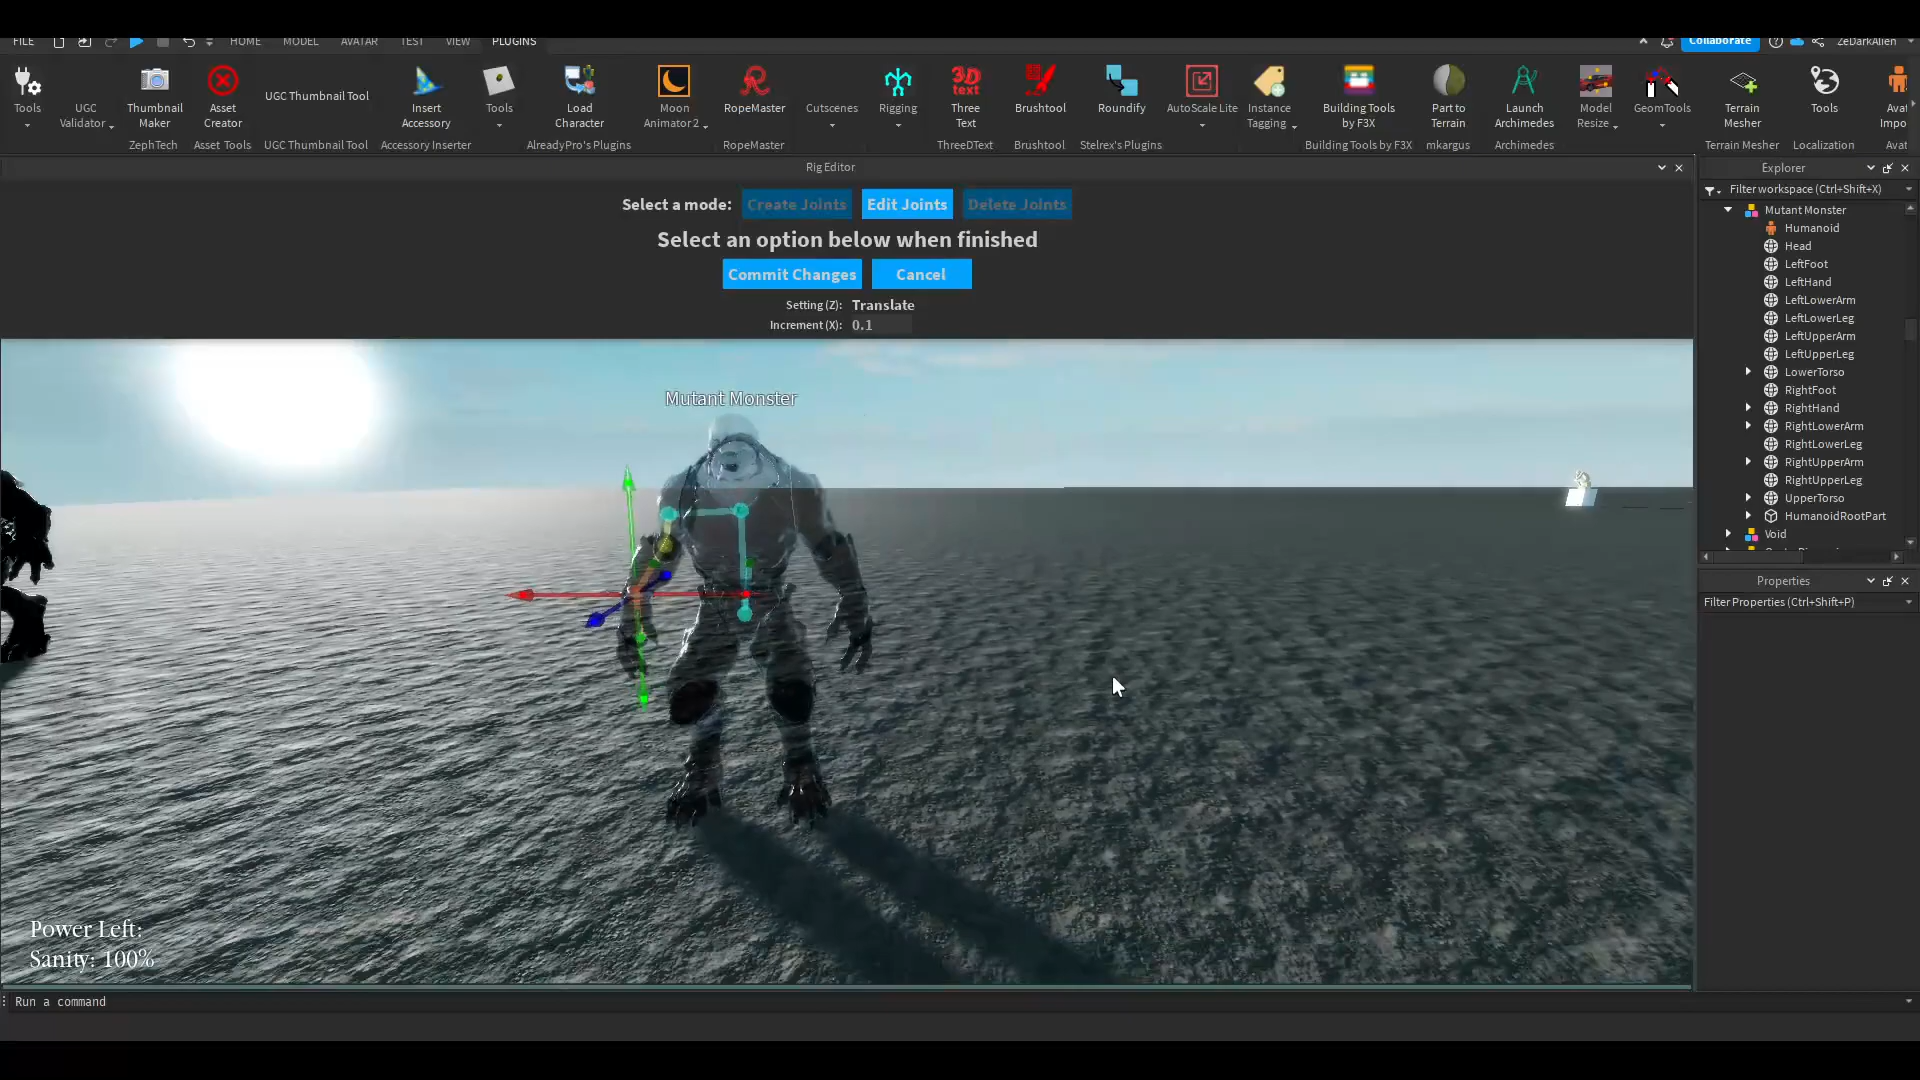 FILE HOME MODEL AVATAR TEST VIEW PLUGINS Collaborate ZeDarkAlien
Tools
UGC Validator
Thumbnail Maker
ZephTech
Asset Creator
Asset Tools
UGC Thumbnail Tool
UGC Thumbnail Tool
Insert Accessory
Accessory Inserter
Tools
Load Character
AlreadyPro's Plugins
Moon Animator 2
RopeMaster
RopeMaster
Cutscenes
Rigging
Three Text
ThreeDText
3D text
Brushtool
Brushtool
Roundify
Stelrex's Plugins
AutoScale Lite
Instance Tagging
Building Tools by F3X
Building Tools by F3X
Part to Terrain
mkargus
Launch Archimedes
Archimedes
Model Resize
GeomTools
Terrain Mesher
Terrain Mesher
Tools
Localization
Avat
Impo
Avat
Rig Editor
Select a mode: Create Joints Edit Joints Delete Joints
Select an option below when finished
Commit Changes Cancel
Setting (Z): Translate
Increment (X): 0.1
Mutant Monster
Power Left:
Sanity: 100%
Run a command
Explorer
Filter workspace (Ctrl+Shift+X)
Mutant Monster
Humanoid
Head
LeftFoot
LeftHand
LeftLowerArm
LeftLowerLeg
LeftUpperArm
LeftUpperLeg
LowerTorso
RightFoot
RightHand
RightLowerArm
RightLowerLeg
RightUpperArm
RightUpperLeg
UpperTorso
HumanoidRootPart
Void
Properties
Filter Properties (Ctrl+Shift+P)